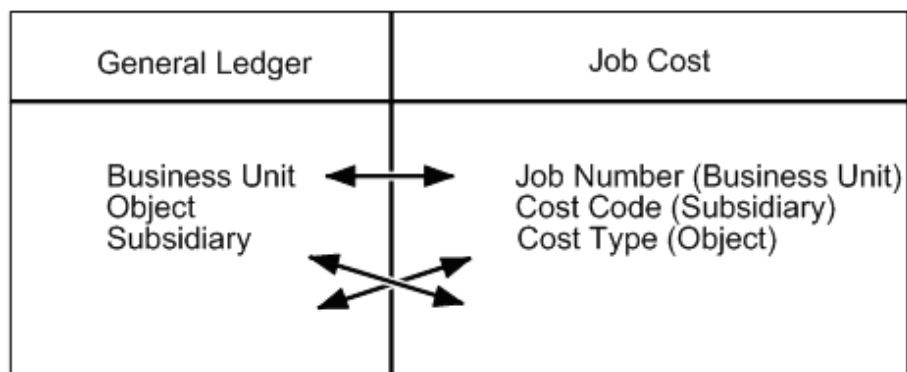 General Ledger
Job Cost
Business Unit
Object
Subsidiary
Job Number (Business Unit)
Cost Code (Subsidiary)
Cost Type (Object)